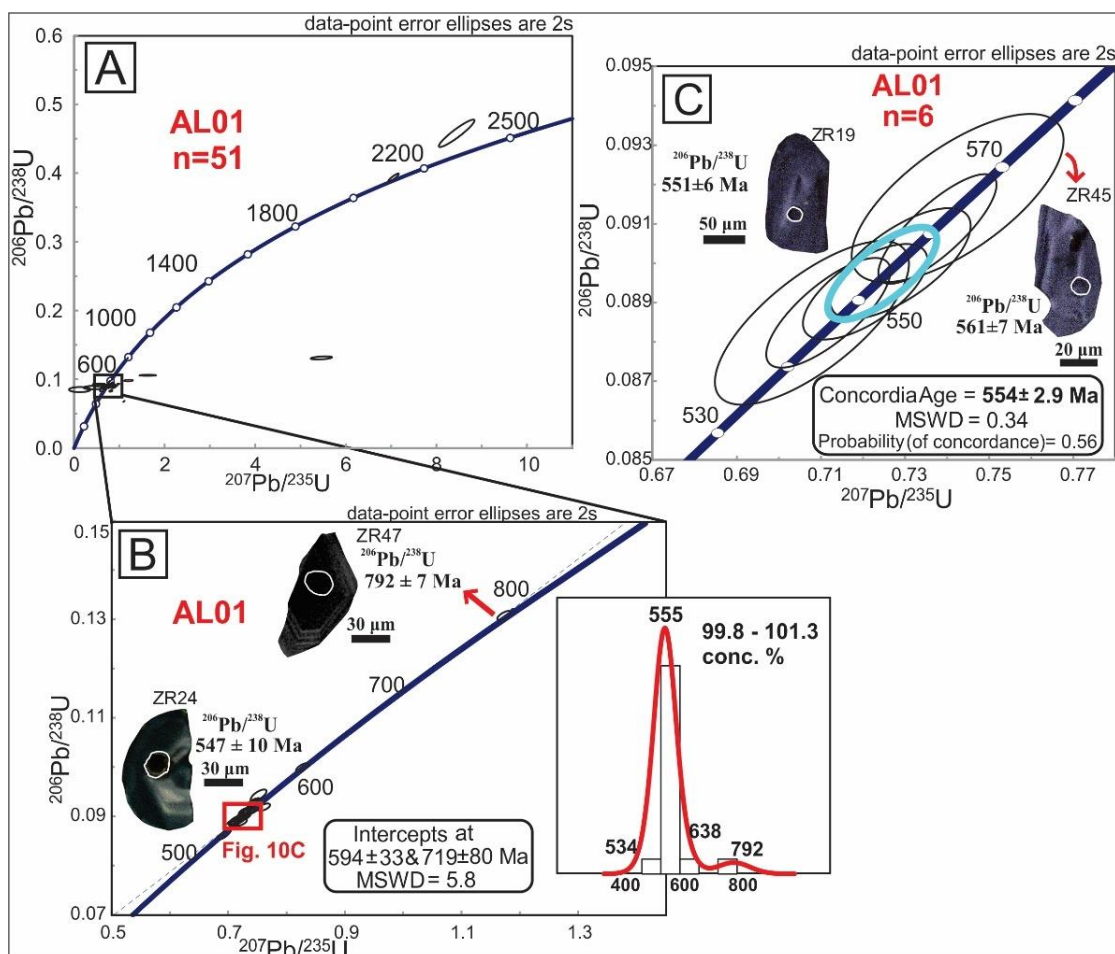 data-point error ellipses are 2s
A
AL01
n=51
0.6
0.5
0.4
0.3
0.2
0.1
0.0
206Pb/238U
600
1000
1400
1800
2200
2500
0
2
4
6
8
10
207Pb/235U
data-point error ellipses are 2s
C
AL01
n=6
0.095
0.093
0.091
0.089
0.087
0.085
206Pb/238U
ZR19
206Pb/238U
551±6 Ma
50 µm
570
550
530
ZR45
206Pb/238U
561±7 Ma
20 µm
Concordia Age = 554± 2.9 Ma
MSWD = 0.34
Probability (of concordance)= 0.56
0.67
0.69
0.71
0.73
0.75
0.77
207Pb/235U
data-point error ellipses are 2s
B
AL01
0.15
0.13
0.11
0.09
0.07
206Pb/238U
ZR47
206Pb/238U
792 ± 7 Ma
30 µm
800
700
600
500
ZR24
206Pb/238U
547 ± 10 Ma
30 µm
Fig. 10C
Intercepts at
594±33&719±80 Ma
MSWD = 5.8
0.5
0.7
0.9
1.1
1.3
207Pb/235U
555
99.8 - 101.3
conc. %
534
638
792
400
600
800